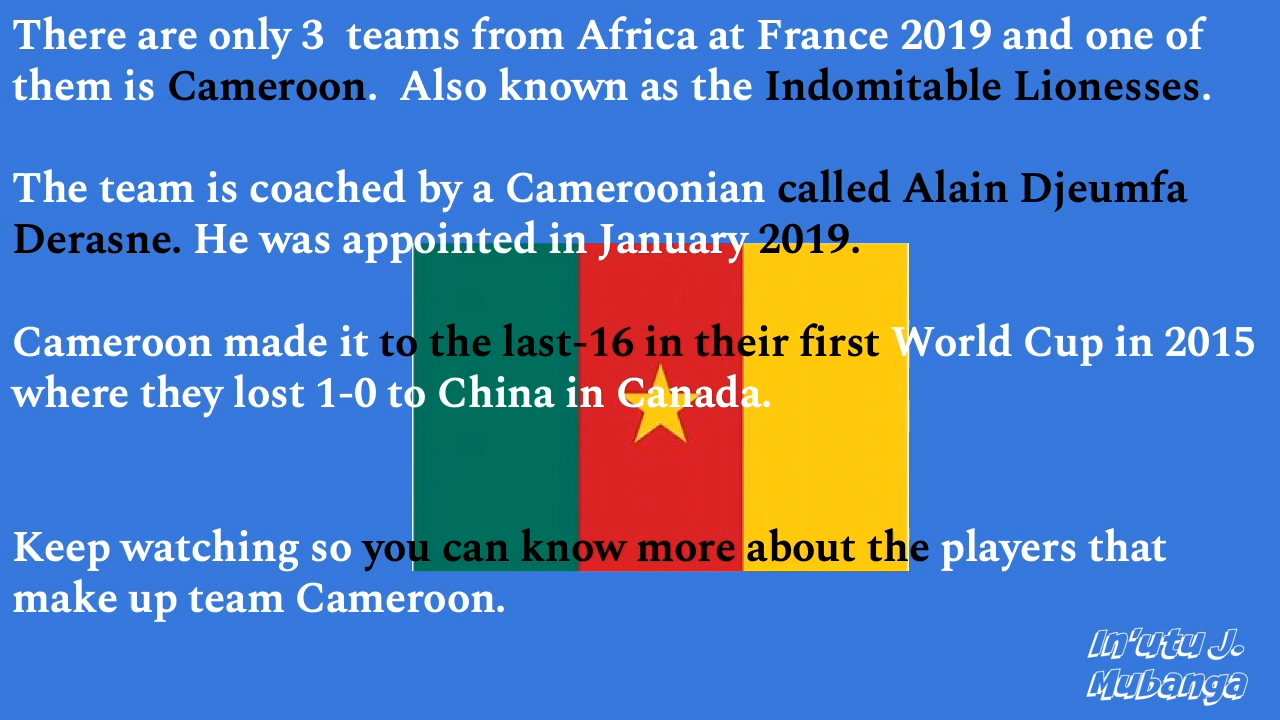 There are only 3  teams from Africa at France 2019 and one of
them is Cameroon.  Also known as the Indomitable Lionesses.
The team is coached by a Cameroonian called Alain Djeumfa
Derasne. He was appointed in January 2019.
Cameroon made it to the last-16 in their first World Cup in 2015
where they lost 1-0 to China in Canada.
Keep watching so you can know more about the players that
make up team Cameroon.
In'utu J.
Mubanga